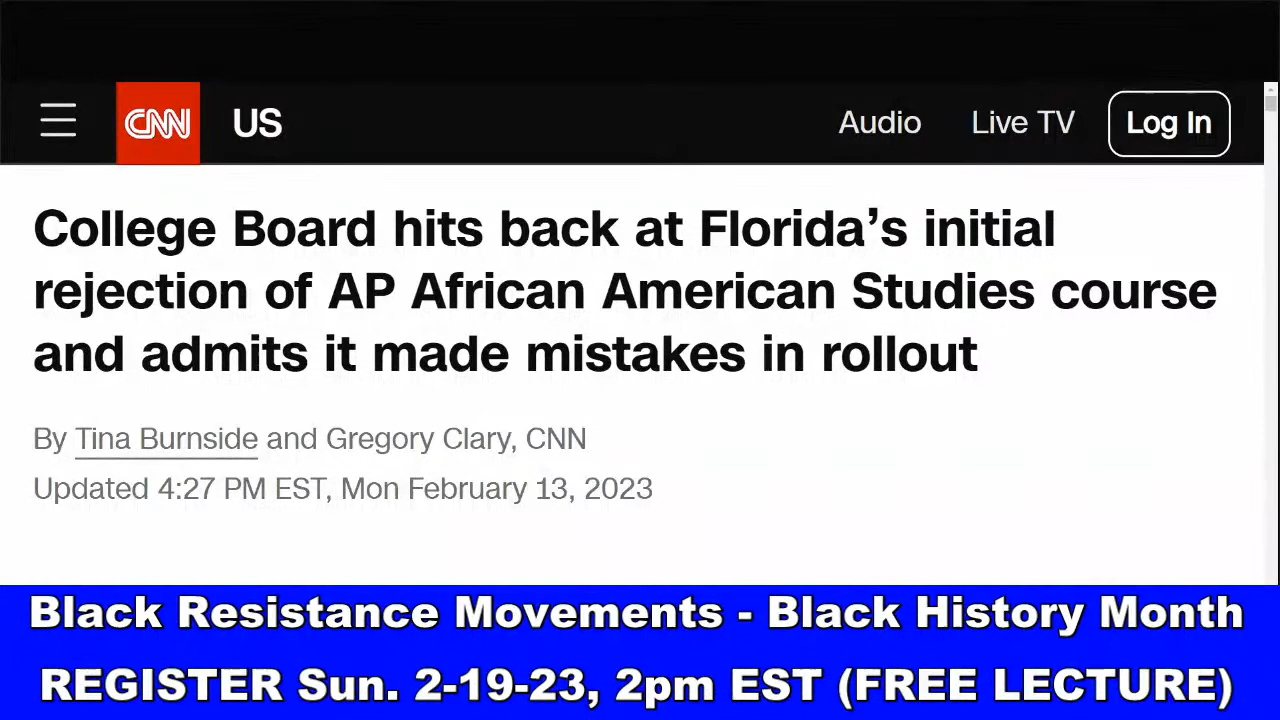 CNN US Audio Live TV Log In
College Board hits back at Florida’s initial
rejection of AP African American Studies course
and admits it made mistakes in rollout
By Tina Burnside and Gregory Clary, CNN
Updated 4:27 PM EST, Mon February 13, 2023
Black Resistance Movements - Black History Month
REGISTER Sun. 2-19-23, 2pm EST (FREE LECTURE)